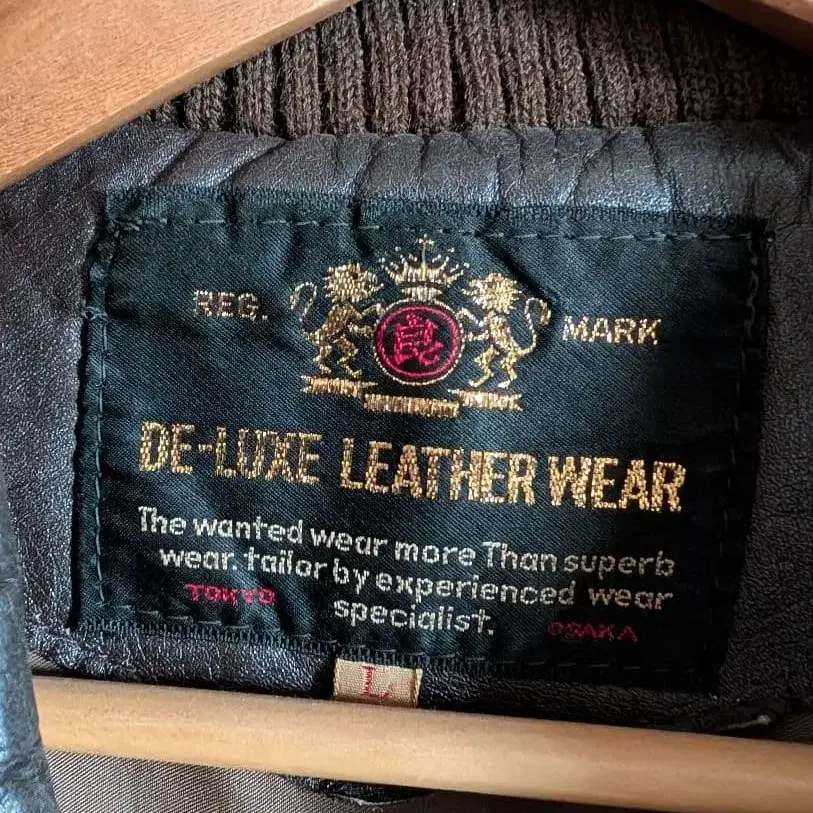 REG.
良
MARK
DE-LUXE LEATHER WEAR
The wanted wear more Than superb
wear. tailor by experienced wear
specialist.
TOKYO
OSAKA
L